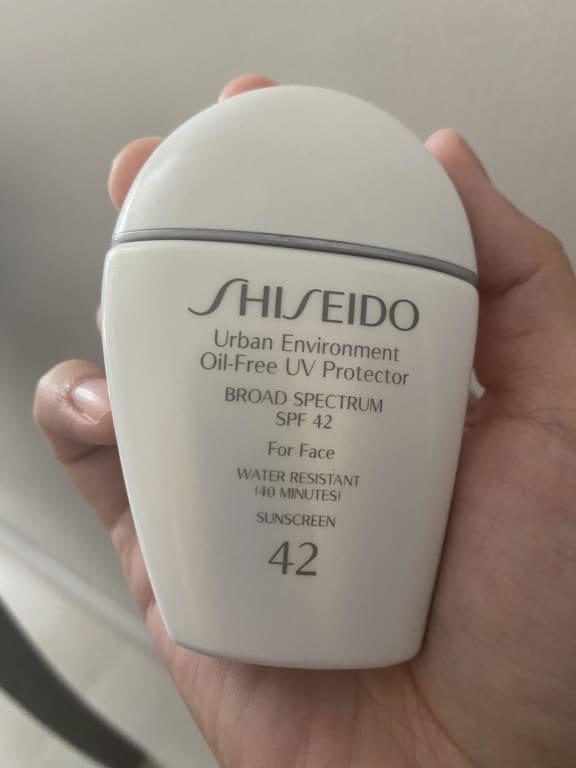 SHISEIDO
Urban Environment
Oil-Free UV Protector
BROAD SPECTRUM
SPF 42
For Face
WATER RESISTANT
(40 MINUTES)
SUNSCREEN
42